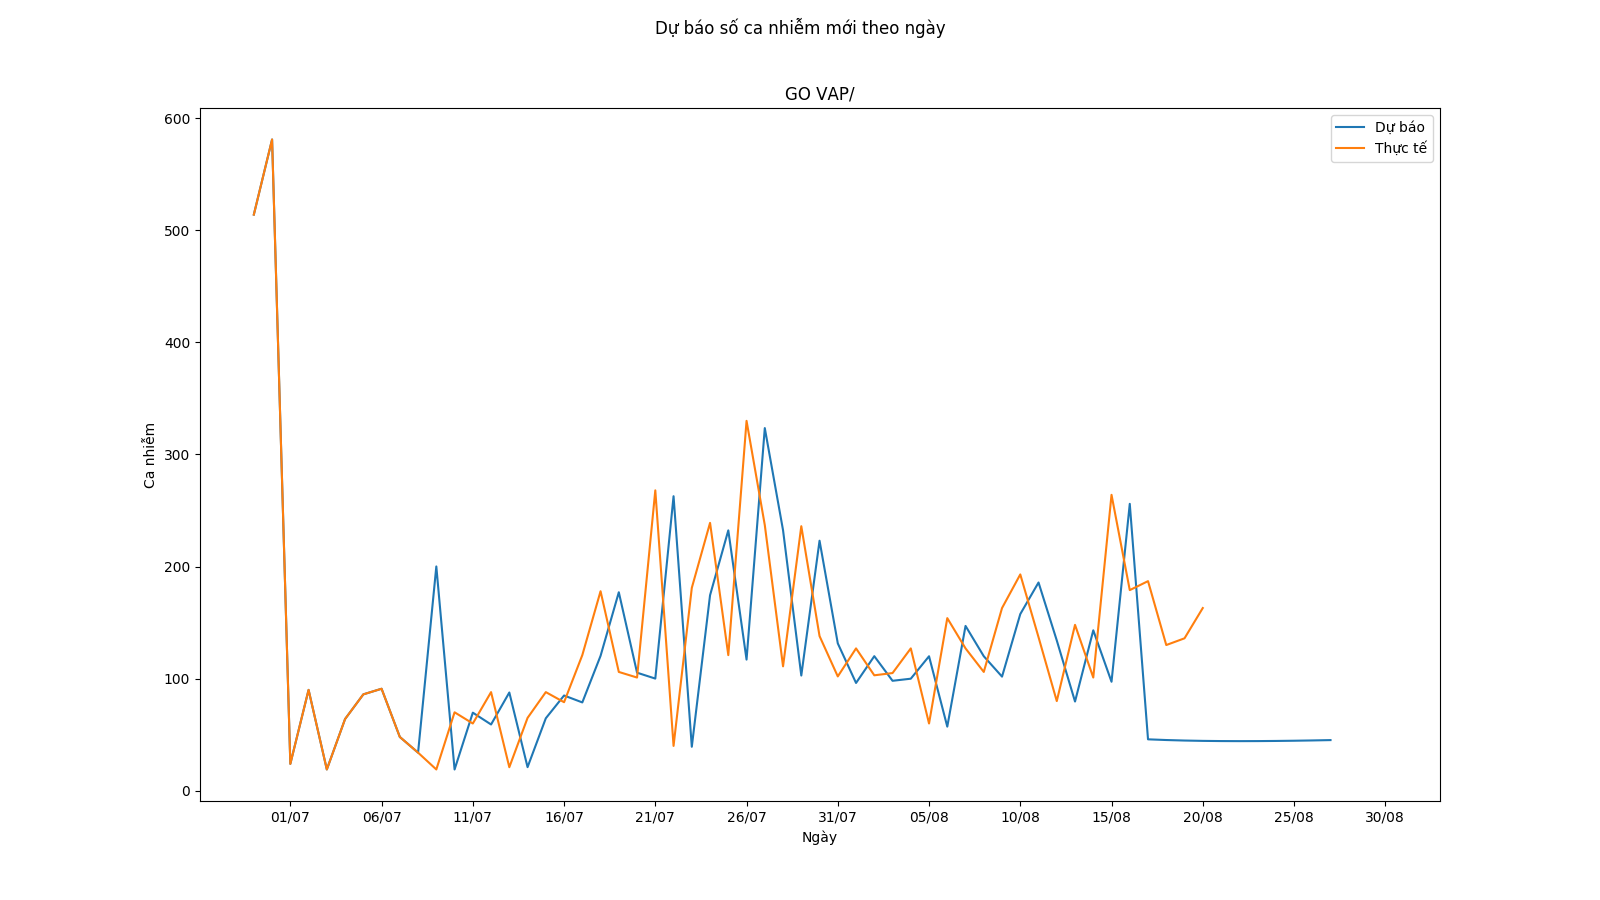 Dự báo số ca nhiễm mới theo ngày
GO VAP/
Dự báo
Thực tế
600
500
400
300
200
100
0
Ca nhiễm
01/07 06/07 11/07 16/07 21/07 26/07 31/07 05/08 10/08 15/08 20/08 25/08 30/08
Ngày